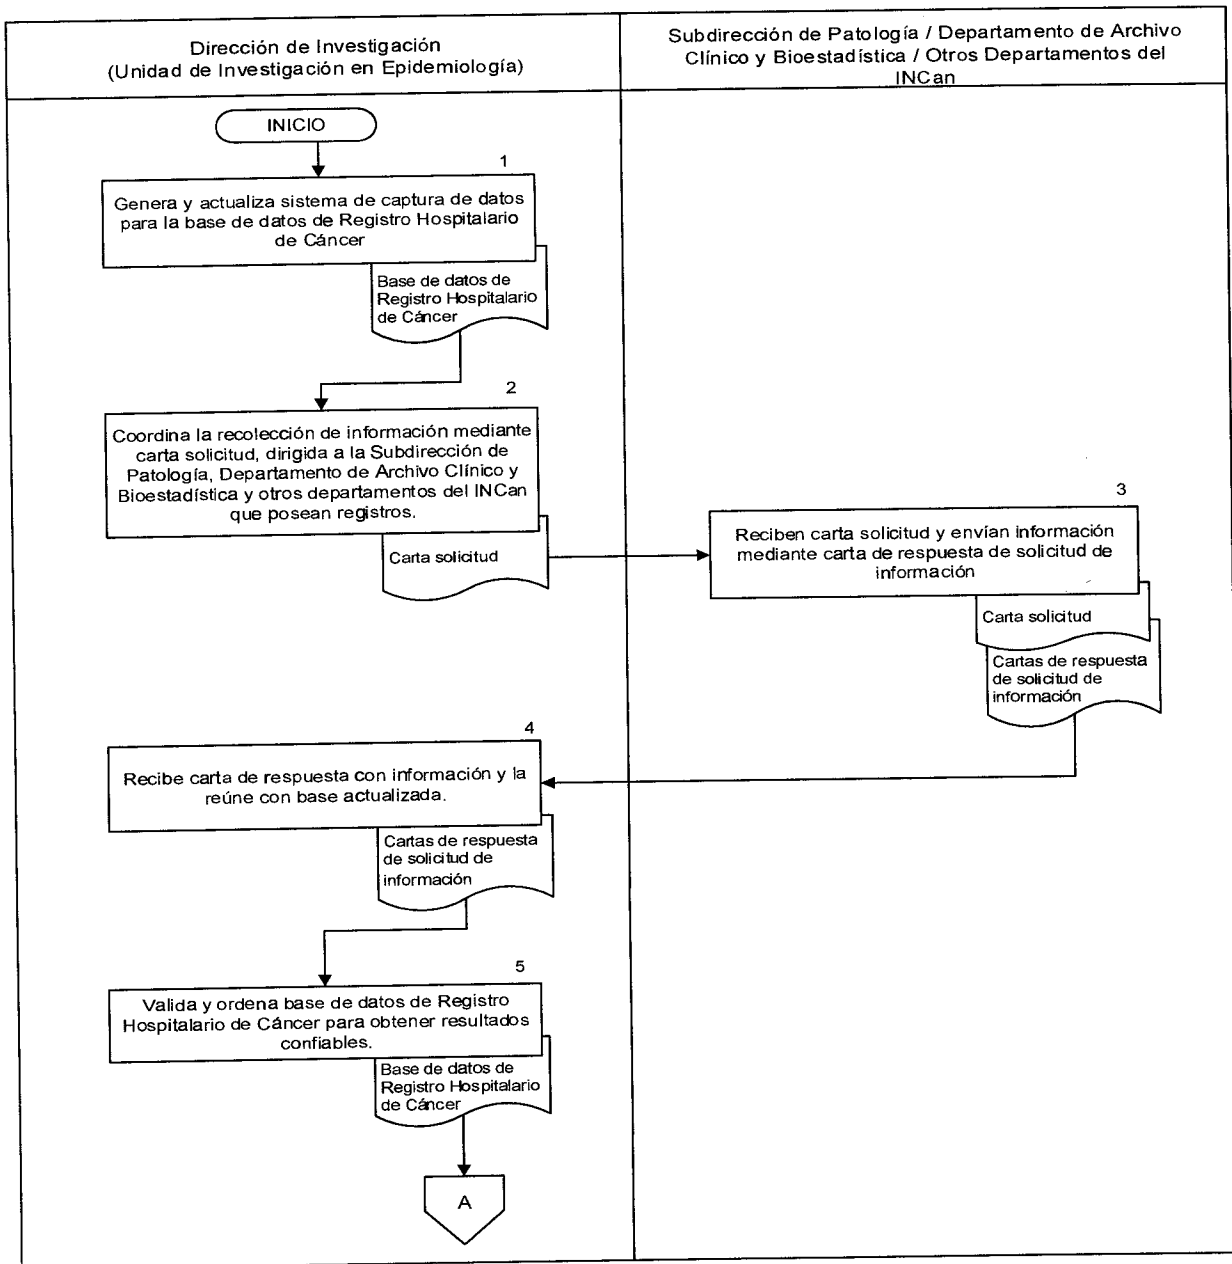 Dirección de Investigación
(Unidad de Investigación en Epidemiología)
Subdirección de Patología / Departamento de Archivo
Clínico y Bioestadística / Otros Departamentos del
INCan
INICIO
1
Genera y actualiza sistema de captura de datos
para la base de datos de Registro Hospitalario
de Cáncer
Base de datos de
Registro Hospitalario
de Cáncer
2
Coordina la recolección de información mediante
carta solicitud, dirigida a la Subdirección de
Patología, Departamento de Archivo Clínico y
Bioestadística y otros departamentos del INCan
que posean registros.
Carta solicitud
3
Reciben carta solicitud y envían información
mediante carta de respuesta de solicitud de
información
Carta solicitud
Cartas de respuesta
de solicitud de
información
4
Recibe carta de respuesta con información y la
reúne con base actualizada.
Cartas de respuesta
de solicitud de
información
5
Valida y ordena base de datos de Registro
Hospitalario de Cáncer para obtener resultados
confiables.
Base de datos de
Registro Hospitalario
de Cáncer
A